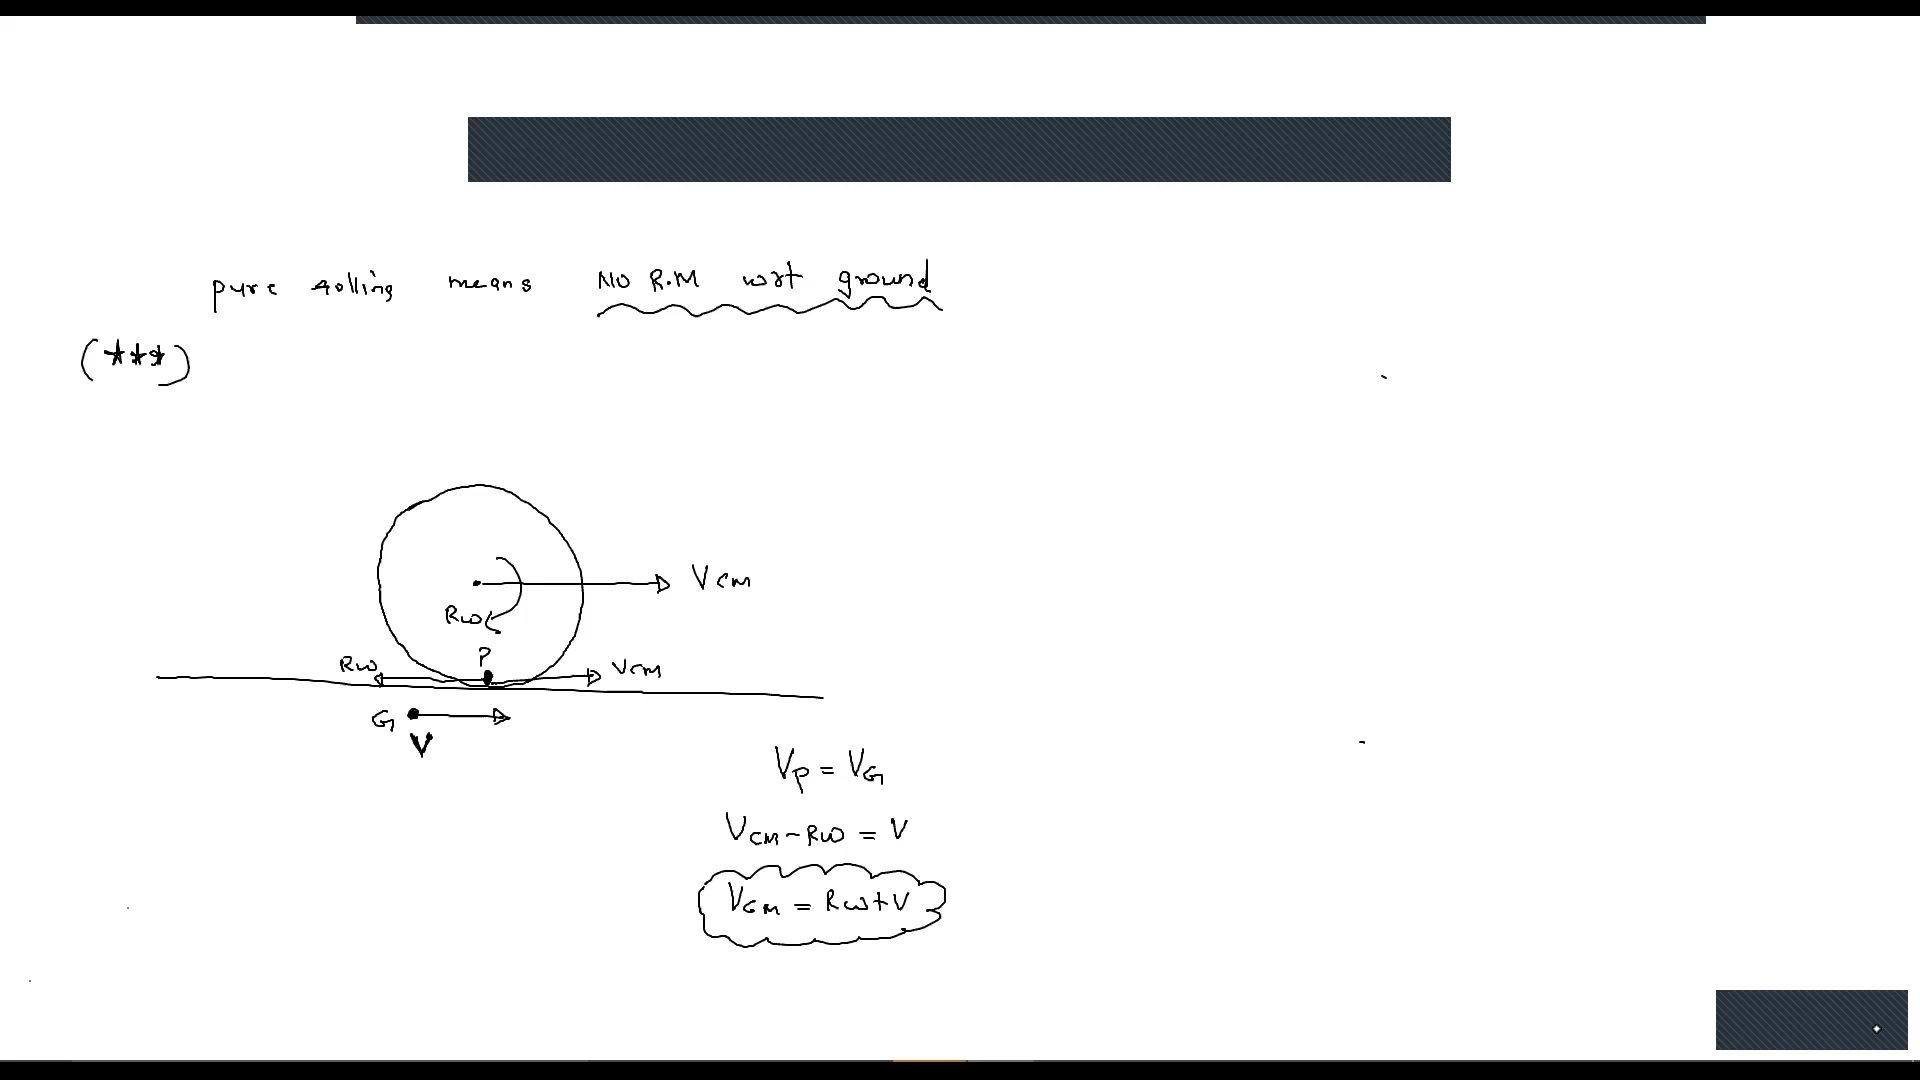 pure rolling means NO R.M wrt ground
(***)
VCM
Rω
P
Rω
VCM
G
V
VP = VG
VCM - Rω = V
VCM = Rω + V